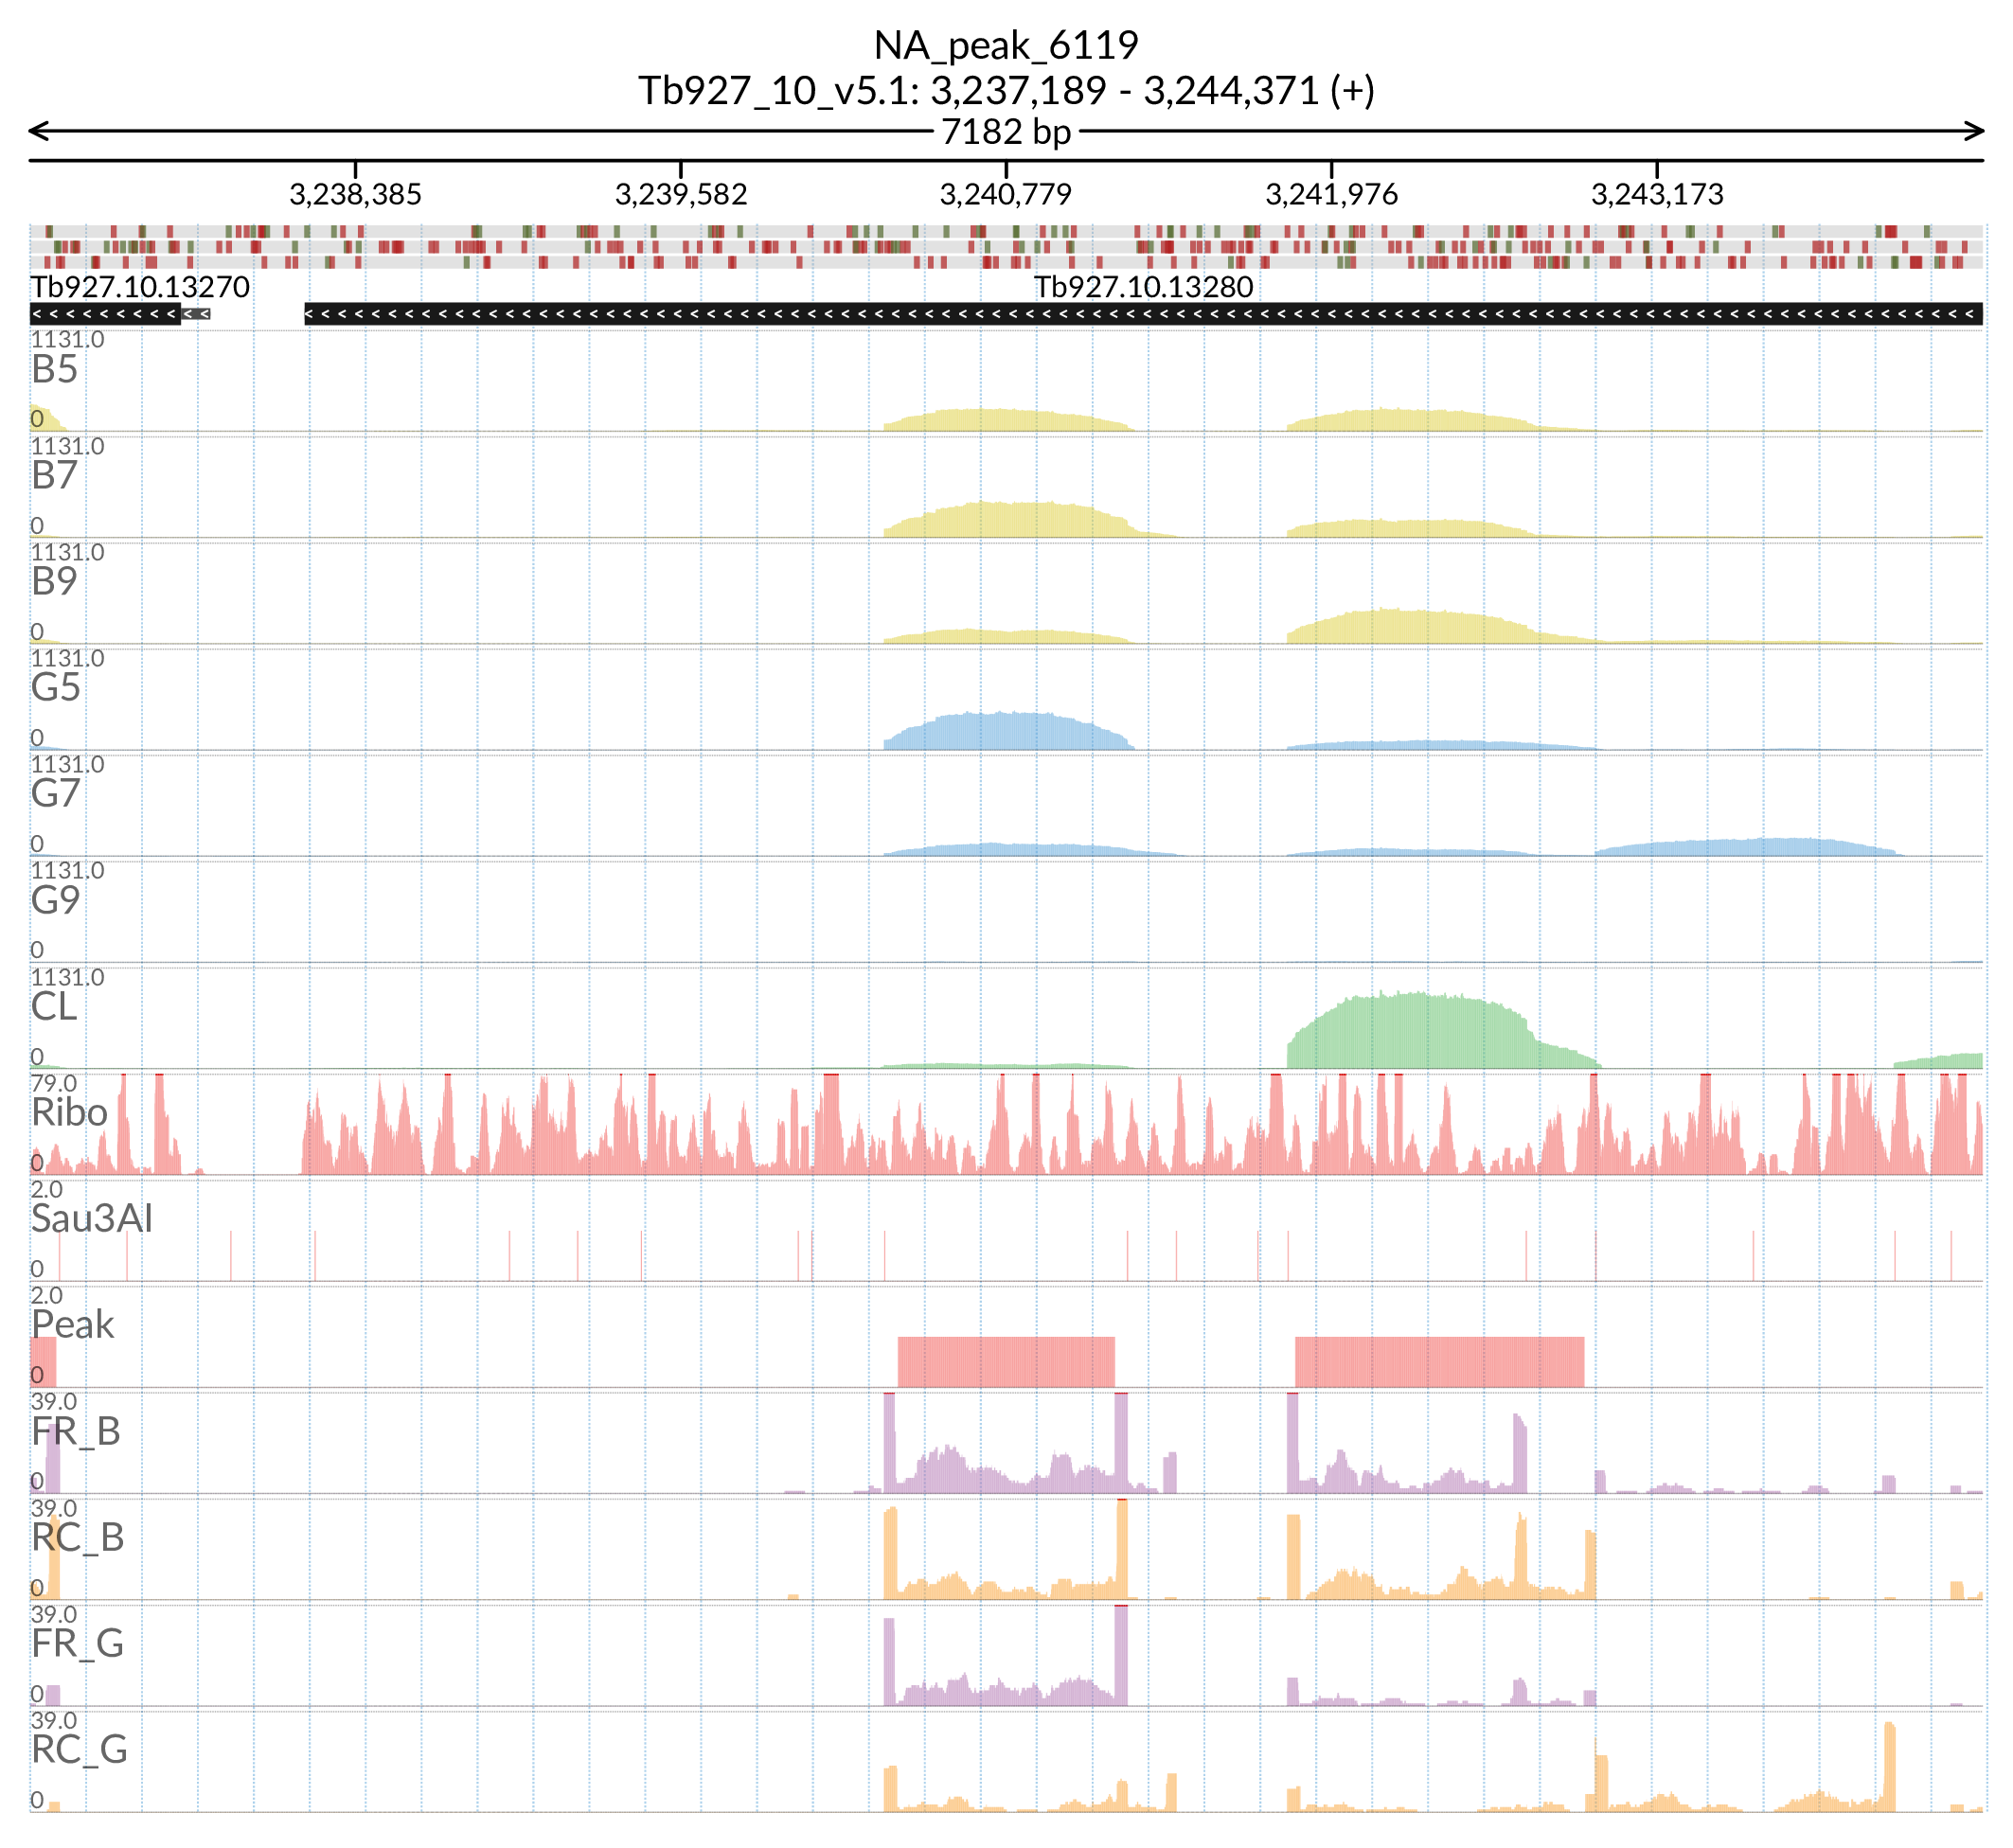 NA_peak_6119
Tb927_10_v5.1: 3,237,189 - 3,244,371 (+)
7182 bp
3,238,385 3,239,582 3,240,779 3,241,976 3,243,173
Tb927.10.13270 Tb927.10.13280
1131.0
B5
0
1131.0
B7
0
1131.0
B9
0
1131.0
G5
0
1131.0
G7
0
1131.0
G9
0
1131.0
CL
0
79.0
Ribo
0
2.0
Sau3AI
0
2.0
Peak
0
39.0
FR_B
0
39.0
RC_B
0
39.0
FR_G
0
39.0
RC_G
0